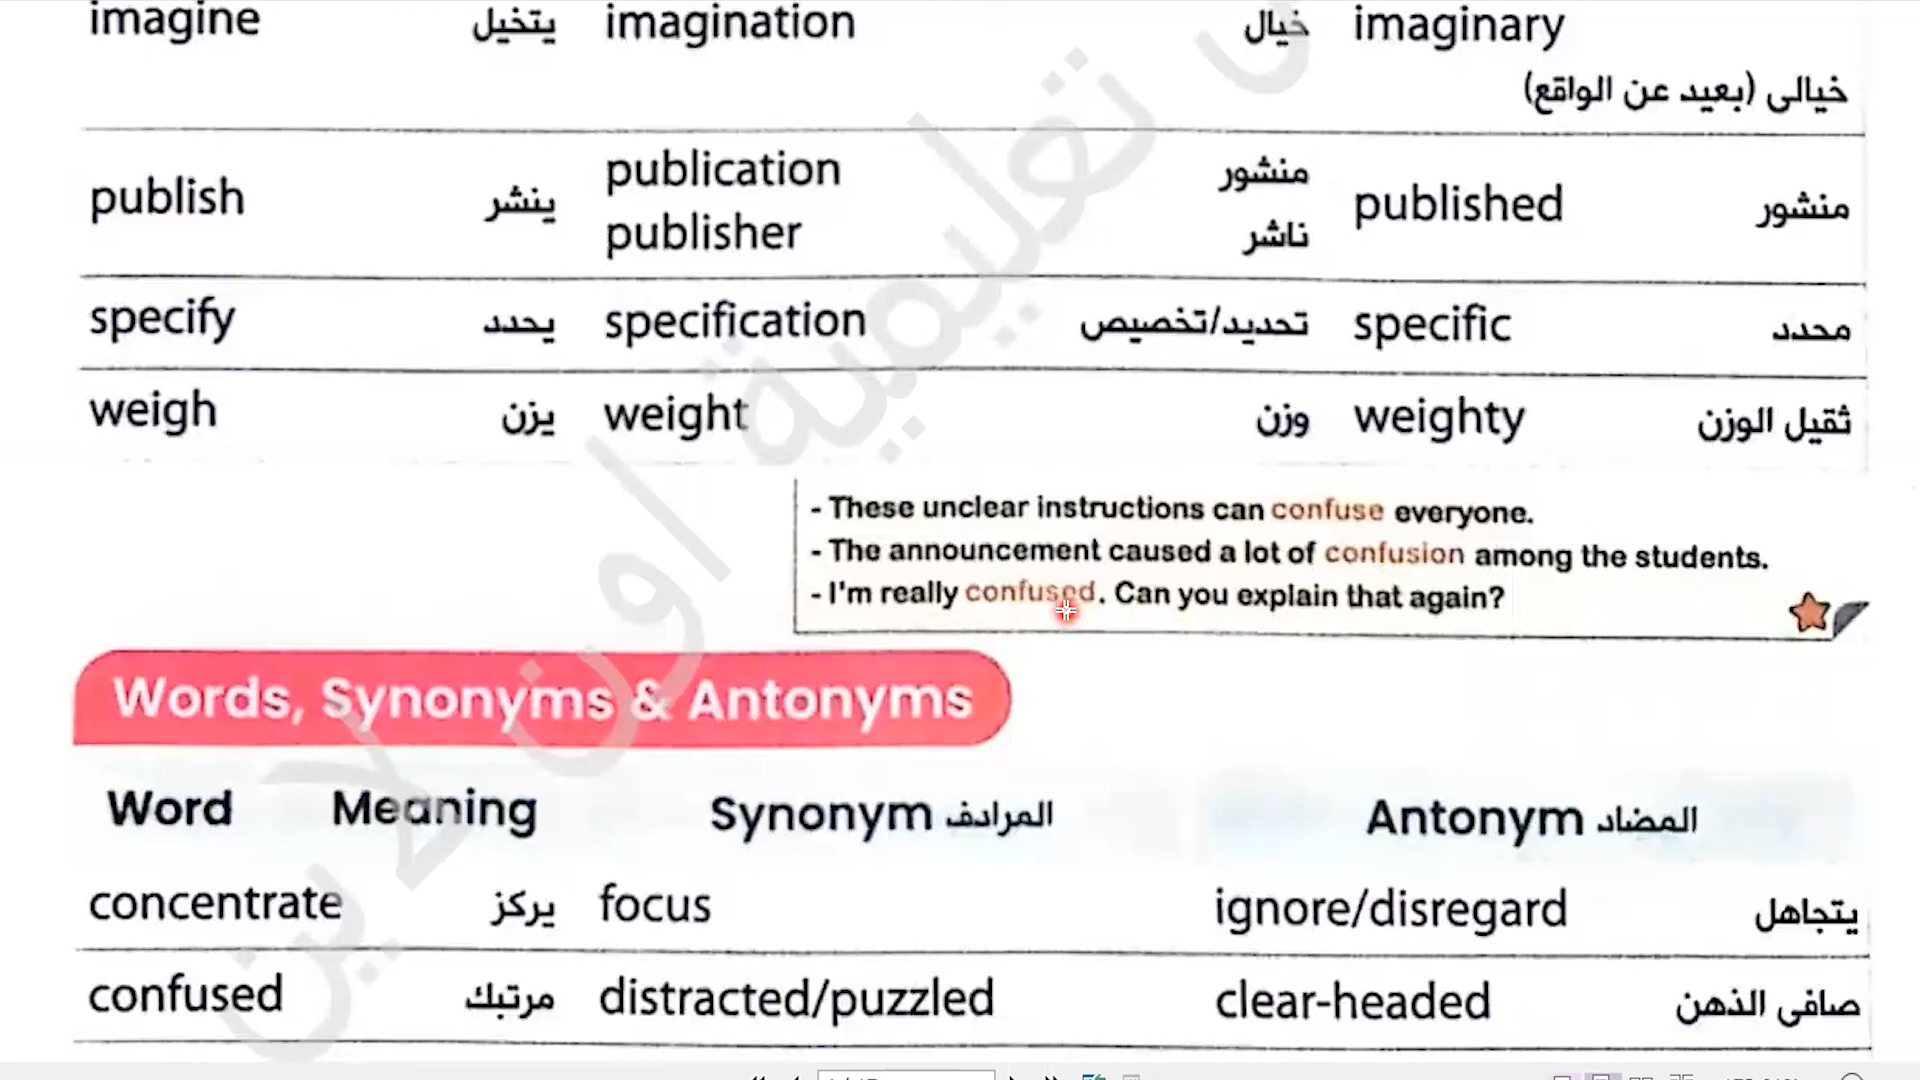 imagine يتخيل imagination خيال imaginary
خيالى (بعيد عن الواقع)
publish ينشر publication منشور published منشور
publisher ناشر
specify يحدد specification تحديد/تخصيص specific محدد
weigh يزن weight وزن weighty ثقيل الوزن
- These unclear instructions can confuse everyone.
- The announcement caused a lot of confusion among the students.
- I'm really confused. Can you explain that again?
Words, Synonyms & Antonyms
Word Meaning Synonym المرادف Antonym المضاد
concentrate يركز focus ignore/disregard يتجاهل
confused مرتبك distracted/puzzled clear-headed صافى الذهن
تعليمية اون لاين